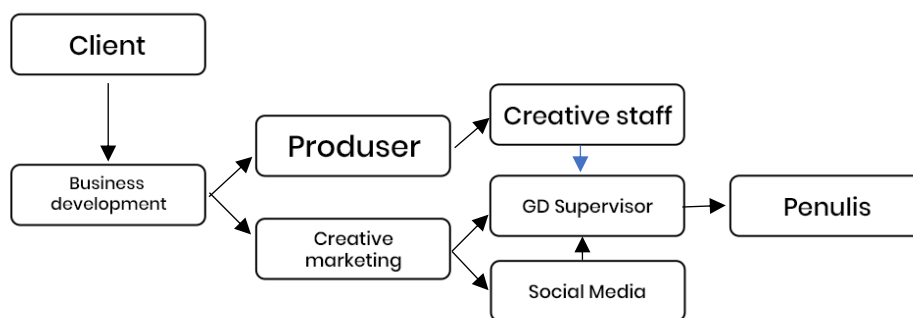 Client
Business
development
Produser
Creative
marketing
Creative staff
GD Supervisor
Social Media
Penulis